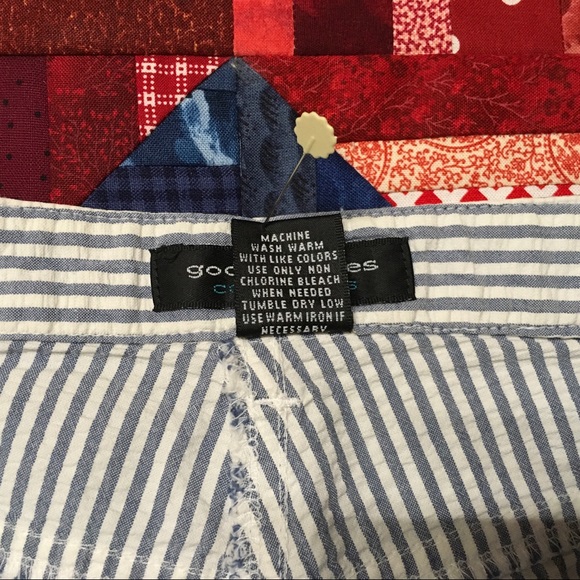 MACHINE
WASH WARM
WITH LIKE COLORS
USE ONLY NON
CHLORINE BLEACH
WHEN NEEDED
TUMBLE DRY LOW
USE WARM IRON IF
NECESSARY